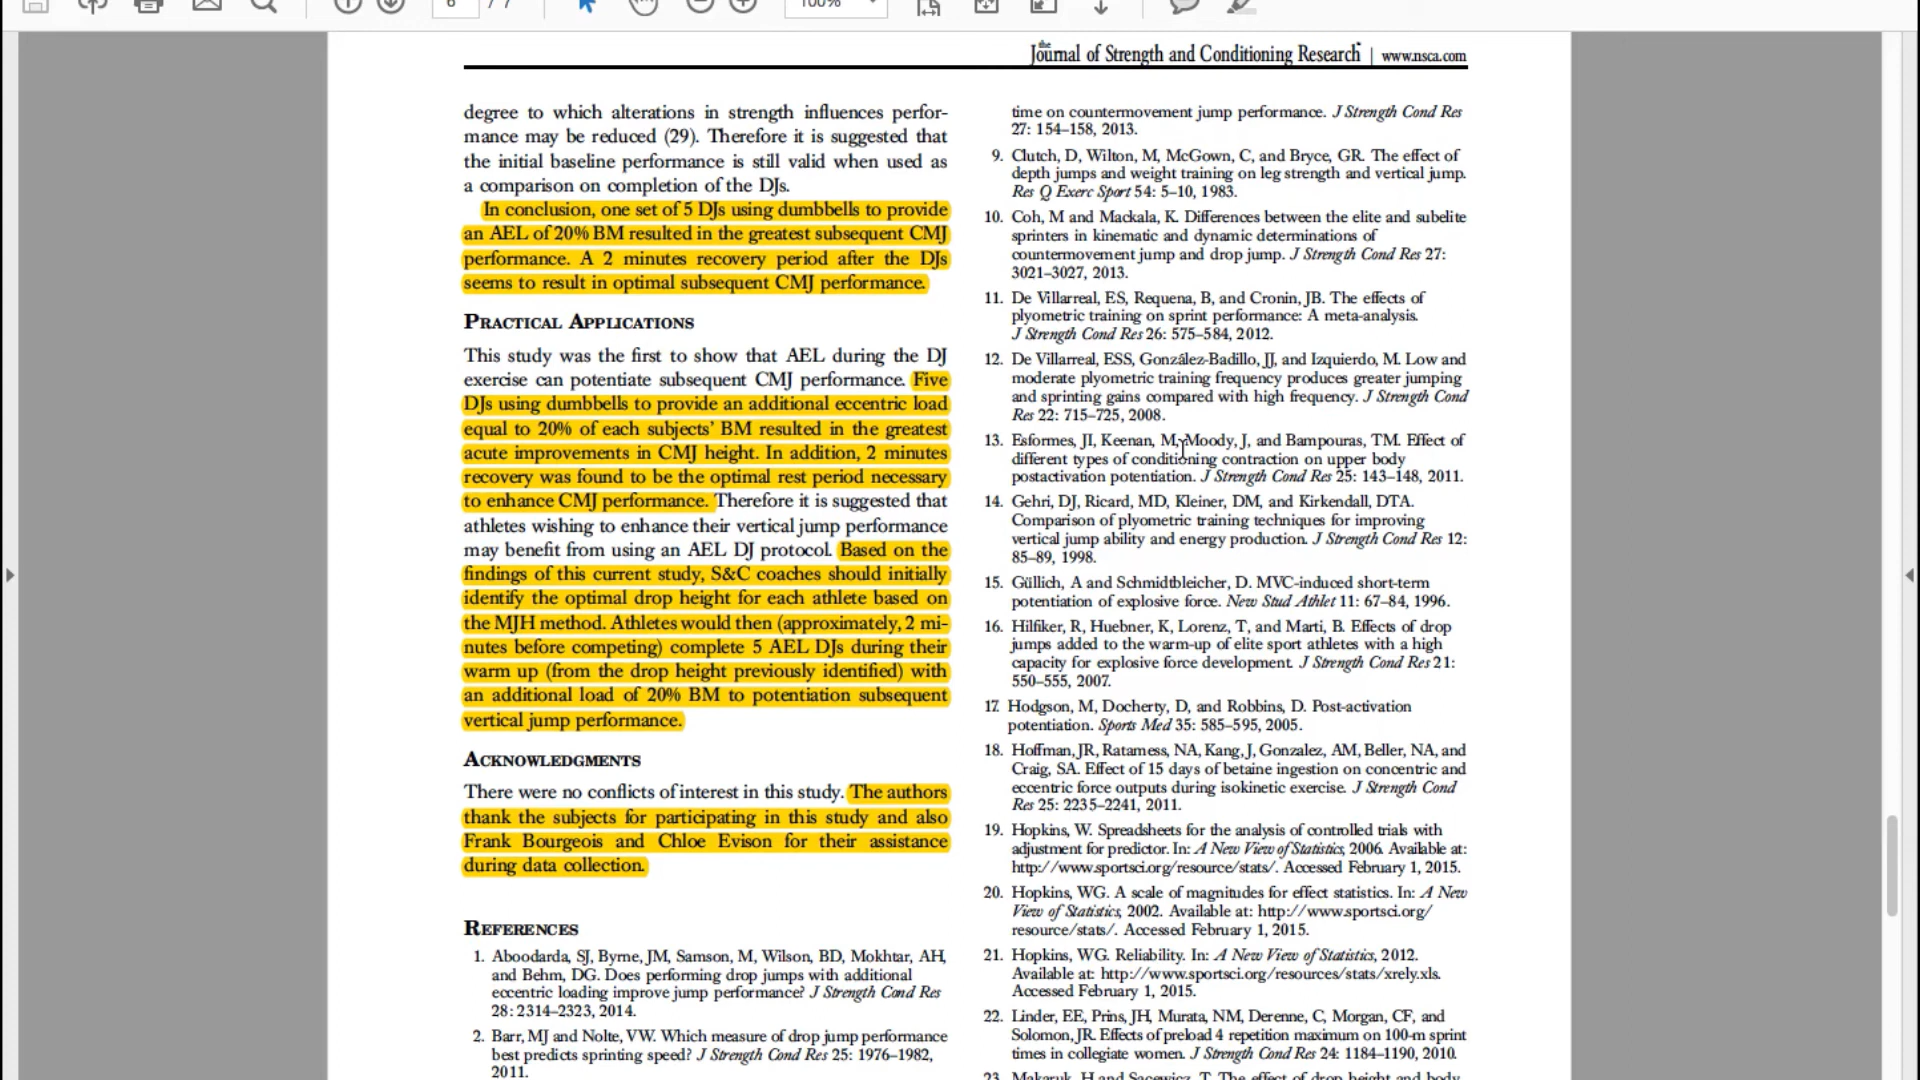 6 / 7
100%
the Journal of Strength and Conditioning Research | www.nsca.com
degree to which alterations in strength influences perfor-
mance may be reduced (29). Therefore it is suggested that
the initial baseline performance is still valid when used as
a comparison on completion of the DJs.
In conclusion, one set of 5 DJs using dumbbells to provide
an AEL of 20% BM resulted in the greatest subsequent CMJ
performance. A 2 minutes recovery period after the DJs
seems to result in optimal subsequent CMJ performance.
PRACTICAL APPLICATIONS
This study was the first to show that AEL during the DJ
exercise can potentiate subsequent CMJ performance. Five
DJs using dumbbells to provide an additional eccentric load
equal to 20% of each subjects' BM resulted in the greatest
acute improvements in CMJ height. In addition, 2 minutes
recovery was found to be the optimal rest period necessary
to enhance CMJ performance. Therefore it is suggested that
athletes wishing to enhance their vertical jump performance
may benefit from using an AEL DJ protocol. Based on the
findings of this current study, S&C coaches should initially
identify the optimal drop height for each athlete based on
the MJH method. Athletes would then (approximately, 2 mi-
nutes before competing) complete 5 AEL DJs during their
warm up (from the drop height previously identified) with
an additional load of 20% BM to potentiation subsequent
vertical jump performance.
ACKNOWLEDGMENTS
There were no conflicts of interest in this study. The authors
thank the subjects for participating in this study and also
Frank Bourgeois and Chloe Evison for their assistance
during data collection.
REFERENCES
1. Aboodarda, SJ, Byrne, JM, Samson, M, Wilson, BD, Mokhtar, AH,
and Behm, DG. Does performing drop jumps with additional
eccentric loading improve jump performance? J Strength Cond Res
28: 2314–2323, 2014.
2. Barr, MJ and Nolte, VW. Which measure of drop jump performance
best predicts sprinting speed? J Strength Cond Res 25: 1976–1982,
2011.
time on countermovement jump performance. J Strength Cond Res
27: 154–158, 2013.
9. Clutch, D, Wilton, M, McGown, C, and Bryce, GR. The effect of
depth jumps and weight training on leg strength and vertical jump.
Res Q Exerc Sport 54: 5–10, 1983.
10. Coh, M and Mackala, K. Differences between the elite and subelite
sprinters in kinematic and dynamic determinations of
countermovement jump and drop jump. J Strength Cond Res 27:
3021–3027, 2013.
11. De Villarreal, ES, Requena, B, and Cronin, JB. The effects of
plyometric training on sprint performance: A meta-analysis.
J Strength Cond Res 26: 575–584, 2012.
12. De Villarreal, ESS, González-Badillo, JJ, and Izquierdo, M. Low and
moderate plyometric training frequency produces greater jumping
and sprinting gains compared with high frequency. J Strength Cond
Res 22: 715–725, 2008.
13. Esformes, JI, Keenan, M, Moody, J, and Bampouras, TM. Effect of
different types of conditioning contraction on upper body
postactivation potentiation. J Strength Cond Res 25: 143–148, 2011.
14. Gehri, DJ, Ricard, MD, Kleiner, DM, and Kirkendall, DTA.
Comparison of plyometric training techniques for improving
vertical jump ability and energy production. J Strength Cond Res 12:
85–89, 1998.
15. Güllich, A and Schmidtbleicher, D. MVC-induced short-term
potentiation of explosive force. New Stud Athlet 11: 67–84, 1996.
16. Hilfiker, R, Huebner, K, Lorenz, T, and Marti, B. Effects of drop
jumps added to the warm-up of elite sport athletes with a high
capacity for explosive force development. J Strength Cond Res 21:
550–555, 2007.
17. Hodgson, M, Docherty, D, and Robbins, D. Post-activation
potentiation. Sports Med 35: 585–595, 2005.
18. Hoffman, JR, Ratamess, NA, Kang, J, Gonzalez, AM, Beller, NA, and
Craig, SA. Effect of 15 days of betaine ingestion on concentric and
eccentric force outputs during isokinetic exercise. J Strength Cond
Res 25: 2235–2241, 2011.
19. Hopkins, W. Spreadsheets for the analysis of controlled trials with
adjustment for predictor. In: A New View of Statistics, 2006. Available at:
http://www.sportsci.org/resource/stats/. Accessed February 1, 2015.
20. Hopkins, WG. A scale of magnitudes for effect statistics. In: A New
View of Statistics, 2002. Available at: http://www.sportsci.org/
resource/stats/. Accessed February 1, 2015.
21. Hopkins, WG. Reliability. In: A New View of Statistics, 2012.
Available at: http://www.sportsci.org/resources/stats/xrely.xls.
Accessed February 1, 2015.
22. Linder, EE, Prins, JH, Murata, NM, Derenne, C, Morgan, CF, and
Solomon, JR. Effects of preload 4 repetition maximum on 100-m sprint
times in collegiate women. J Strength Cond Res 24: 1184–1190, 2010.
23. Makaruk, H and Sacewicz, T. The effect of drop height and body